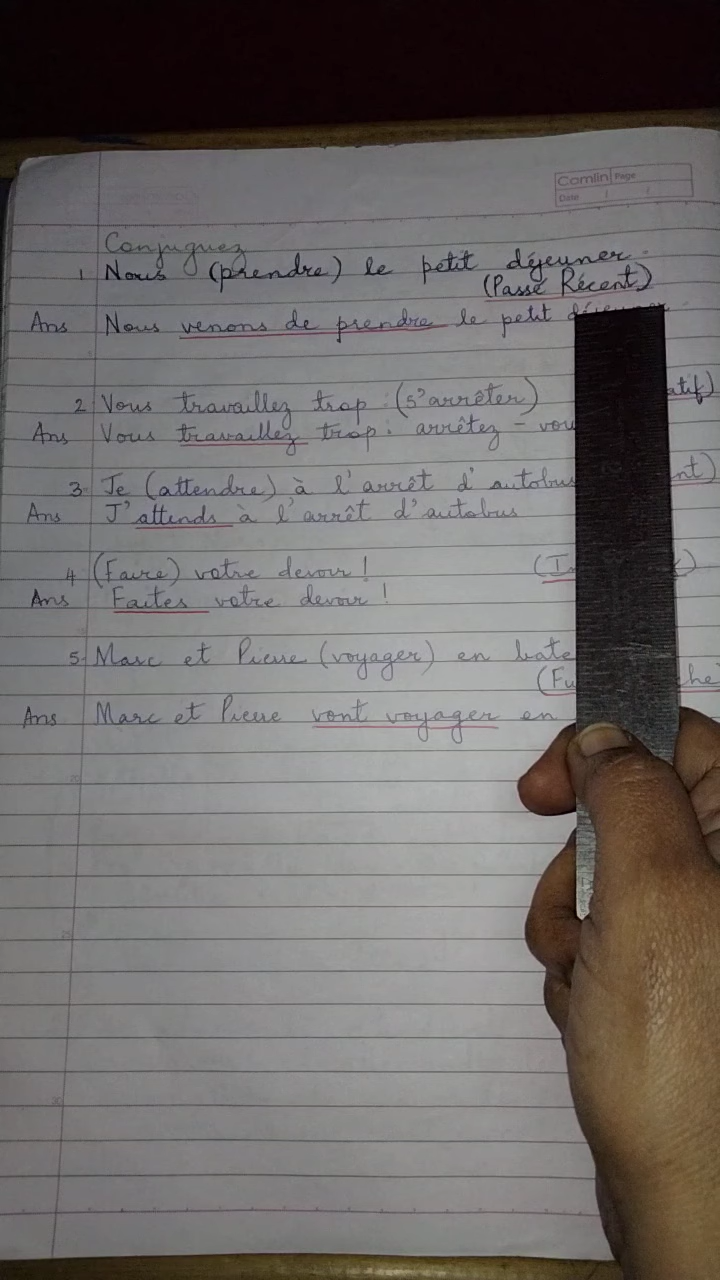 Comlin Page
Date / /
Conjuguez
1 Nous (prendre) le petit déjeuner.
(Passé Récent)
Ans Nous venons de prendre le petit
2 Vous travaillez trop : (s'arrêter)
Ans Vous travaillez trop : arrêtez-vou
3. Je (attendre) à l'arrêt d'autobus
Ans J'attends à l'arrêt d'autobus
4 (Faire) votre devoir !
Ans Faites votre devoir !
5. Marc et Pierre (voyager) en bate
(Fu che)
Ans Marc et Pierre vont voyager en